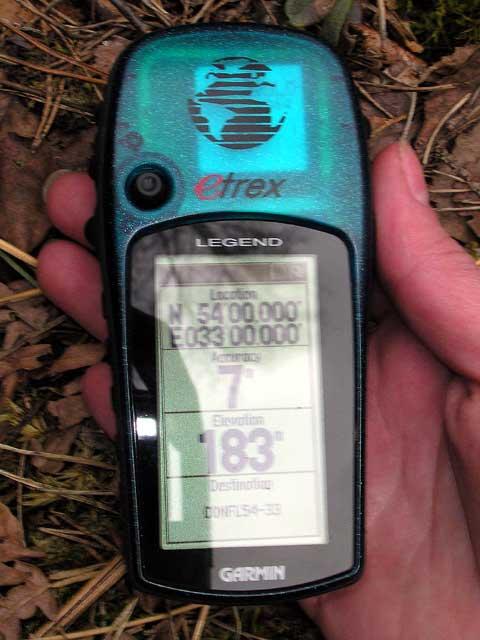 etrex
LEGEND
Location
N 54 00.000'
E033 00.000'
Accuracy
7m
Elevation
183m
Destination
CONFL54-33
GARMIN